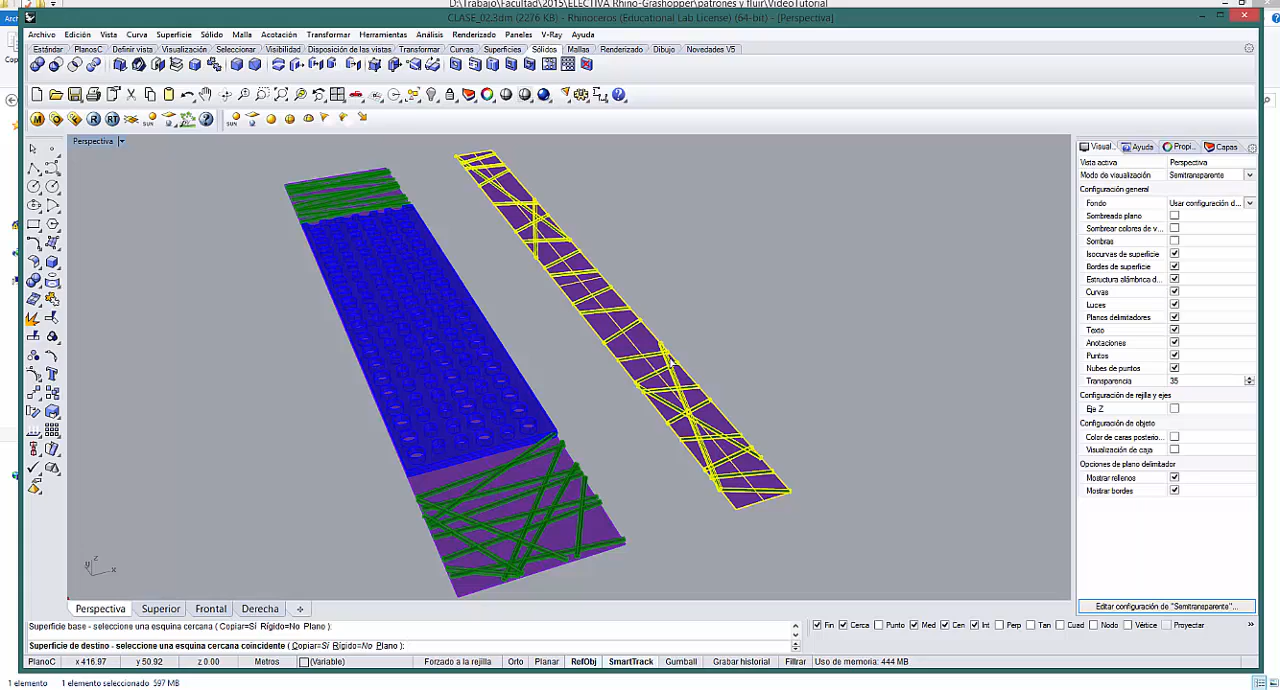 D:\Trabajo\Facultad\2015\ELECTIVA Rhino-Grashopper\patrones y fluir\VideoTutorial
CLASE_02.3dm (2276 KB) - Rhinoceros (Educational Lab License) (64-bit) - [Perspectiva]
Archivo Edición Vista Curva Superficie Sólido Malla Acotación Transformar Herramientas Análisis Renderizado Paneles V-Ray Ayuda
Estándar PlanosC Definir vista Visualización Seleccionar Visibilidad Disposición de las vistas Transformar Curvas Superficies Sólidos Mallas Renderizado Dibujo Novedades V5
Perspectiva
Visual... Ayuda Propi... Capas
Vista activa Perspectiva
Modo de visualización Semitransparente
Configuración general
Fondo Usar configuración d...
Sombreado plano
Sombrear colores de v...
Sombras
Isocurvas de superficie
Bordes de superficie
Estructura alámbrica d...
Curvas
Luces
Planos delimitadores
Texto
Anotaciones
Puntos
Nubes de puntos
Transparencia 35
Configuración de rejilla y ejes
Eje Z
Configuración de objeto
Color de caras posterio...
Visualización de caja
Opciones de plano delimitador
Mostrar rellenos
Mostrar bordes
Editar configuración de "Semitransparente"...
z
y
x
Perspectiva Superior Frontal Derecha
Superficie base - seleccione una esquina cercana ( Copiar=Sí Rígido=No Plano ):
Superficie de destino - seleccione una esquina cercana coincidente ( Copiar=Sí Rígido=No Plano ):
Fin Cerca Punto Med Cen Int Perp Tan Cuad Nodo Vértice Proyectar
PlanoC x 416.97 y 50.92 z 0.00 Metros (Variable) Forzado a la rejilla Orto Planar RefObj SmartTrack Gumball Grabar historial Filtrar Uso de memoria: 444 MB
1 elemento 1 elemento seleccionado 597 MB